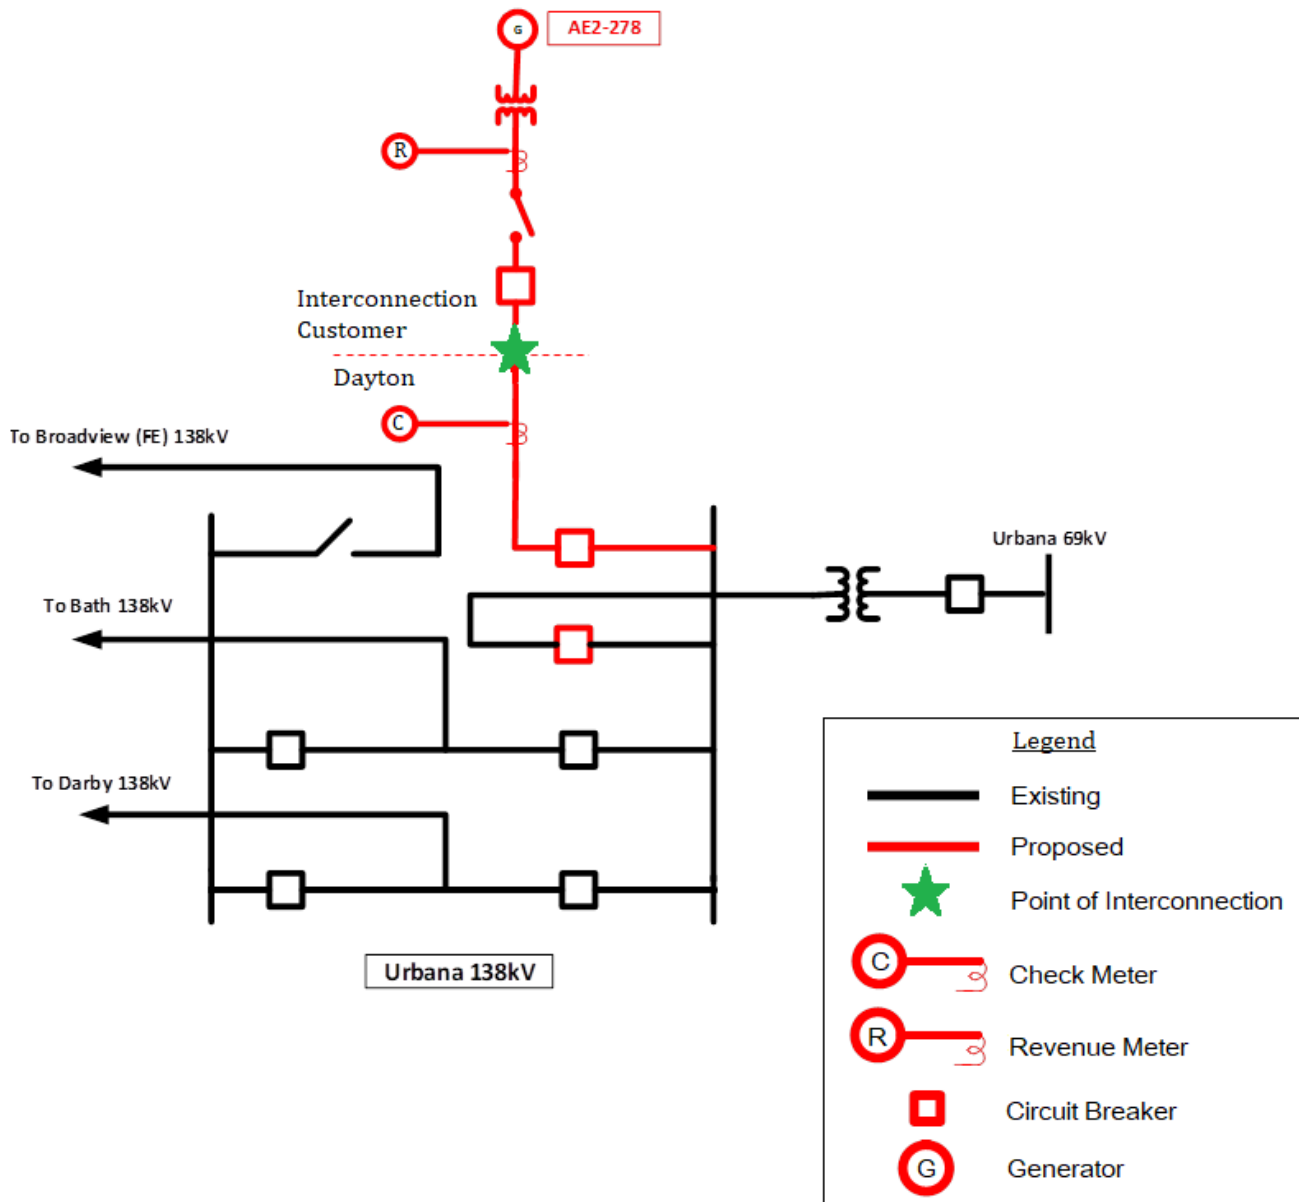 G
AE2-278
R
Interconnection
Customer
Dayton
C
To Broadview (FE) 138kV
Urbana 69kV
To Bath 138kV
To Darby 138kV
Urbana 138kV
Legend
Existing
Proposed
Point of Interconnection
C Check Meter
R Revenue Meter
Circuit Breaker
G Generator